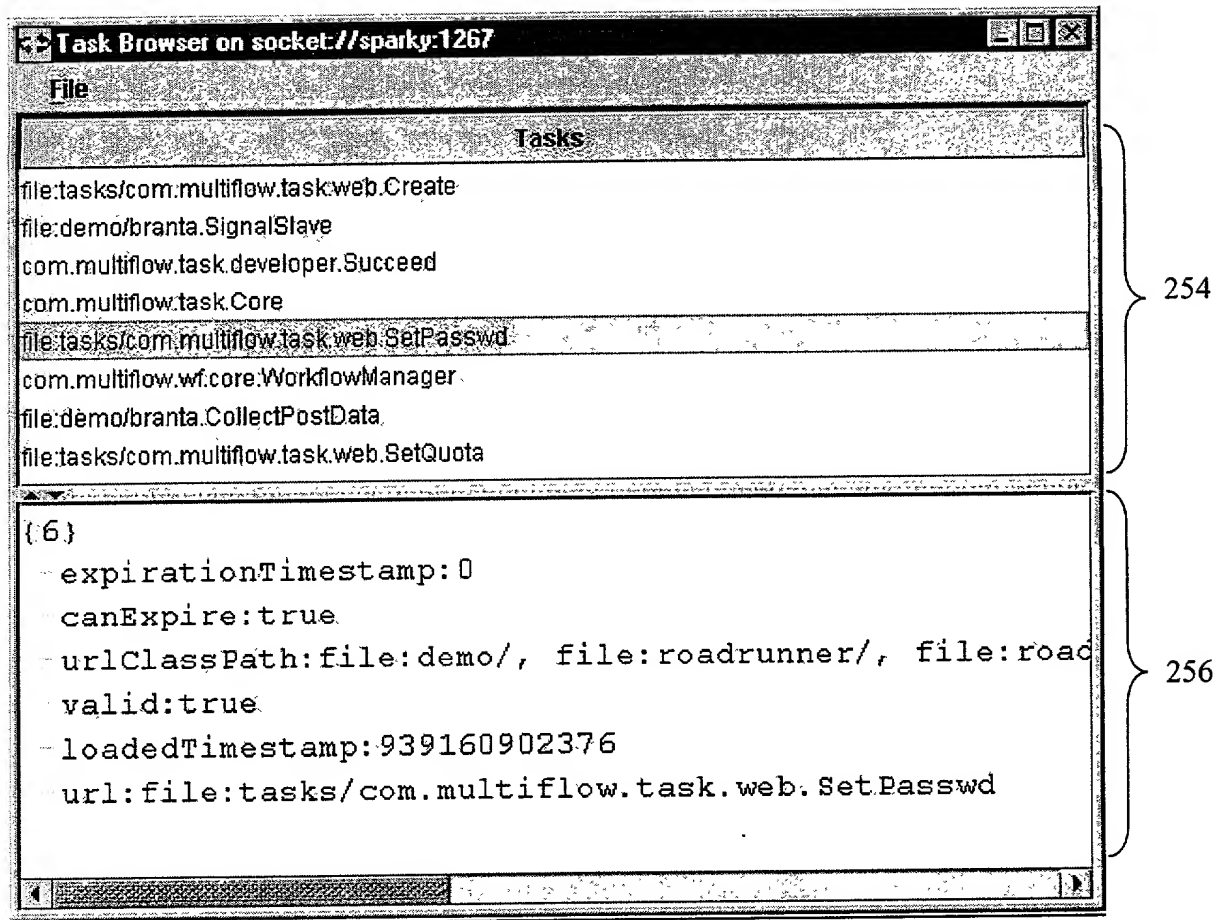 Task Browser on socket://sparky:1267
File
Tasks
file:tasks/com.multiflow.task.web.Create
file:demo/branta.SignalSlave
com.multiflow.task.developer.Succeed
com.multiflow.task.Core
file:tasks/com.multiflow.task.web.SetPasswd
com.multiflow.wf.core.WorkflowManager
file:demo/branta.CollectPostData
file:tasks/com.multiflow.task.web.SetQuota
254
{6}
expirationTimestamp:0
canExpire:true
urlClassPath:file:demo/, file:roadrunner/, file:road
valid:true
loadedTimestamp:939160902376
url:file:tasks/com.multiflow.task.web.SetPasswd
256